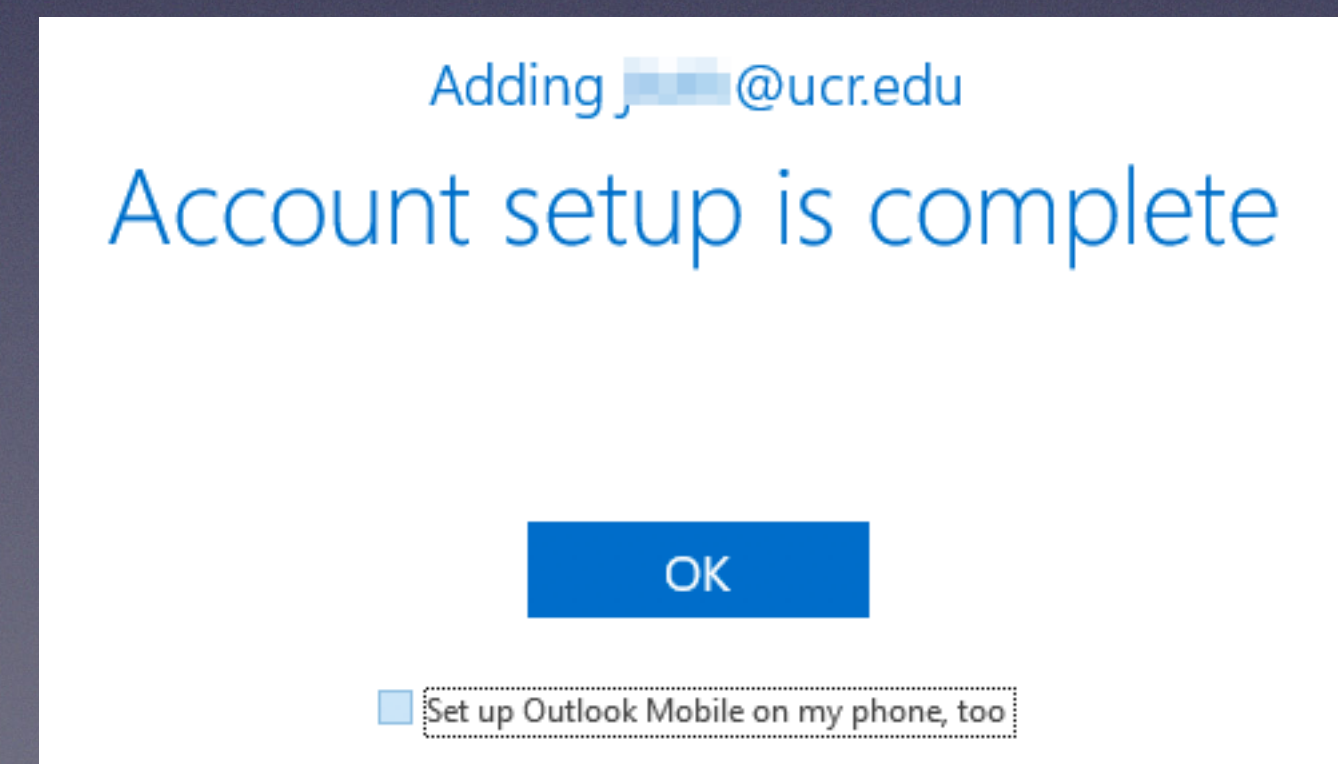 Adding @ucr.edu
Account setup is complete
OK
Set up Outlook Mobile on my phone, too